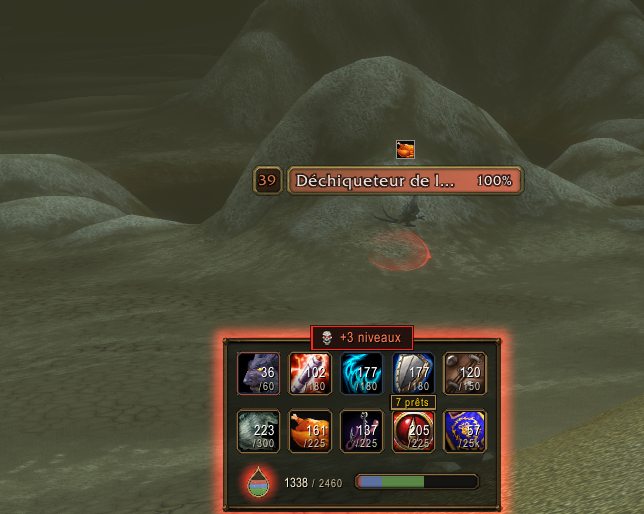 39 Déchiqueteur de l... 100%
+3 niveaux
36 102 177 177 120
/60 /180 /180 /180 /150
7 prêts
223 161 137 205 57
/300 /225 /225 /225 /25k
1338 / 2460